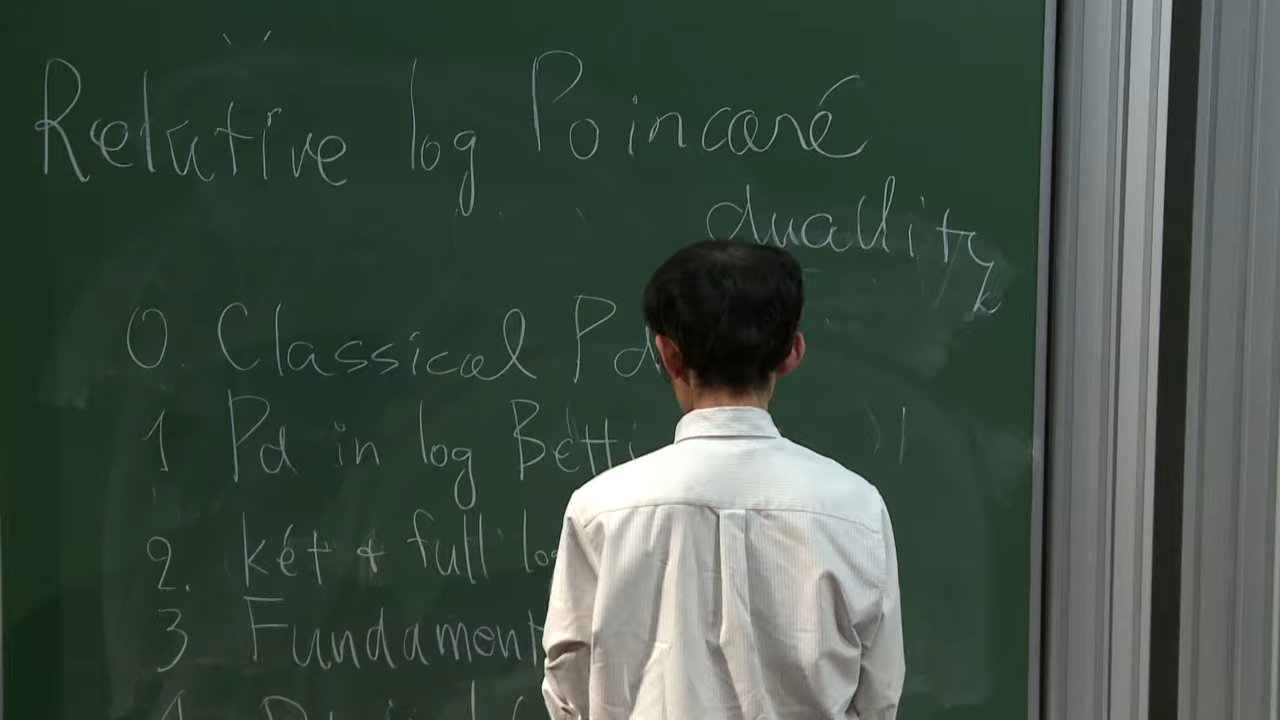 Relative log Poincaré
duality
0. Classical Pd
1 Pd in log Betti
2. két & full
3 Fundament